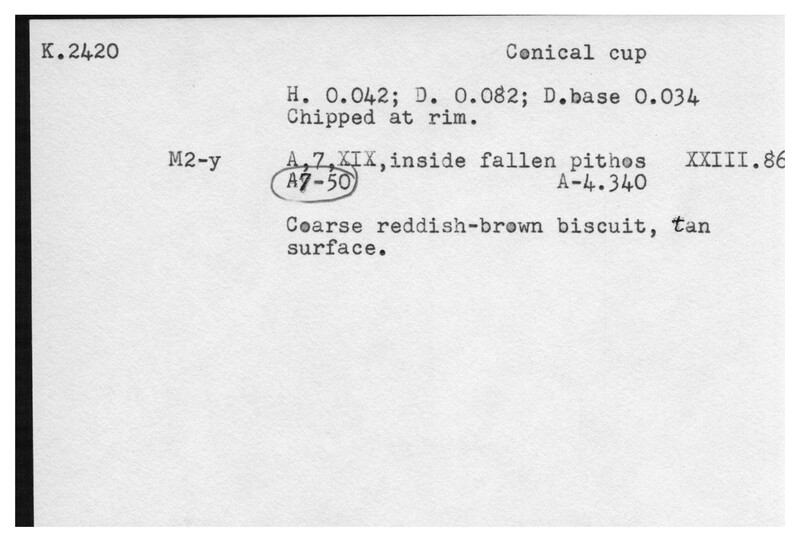 K.2420 Conical cup
H. 0.042; D. 0.082; D.base 0.034
Chipped at rim.
M2-y A,7,XIX,inside fallen pithos XXIII.86
A7-50 A-4.340
Coarse reddish-brown biscuit, tan
surface.